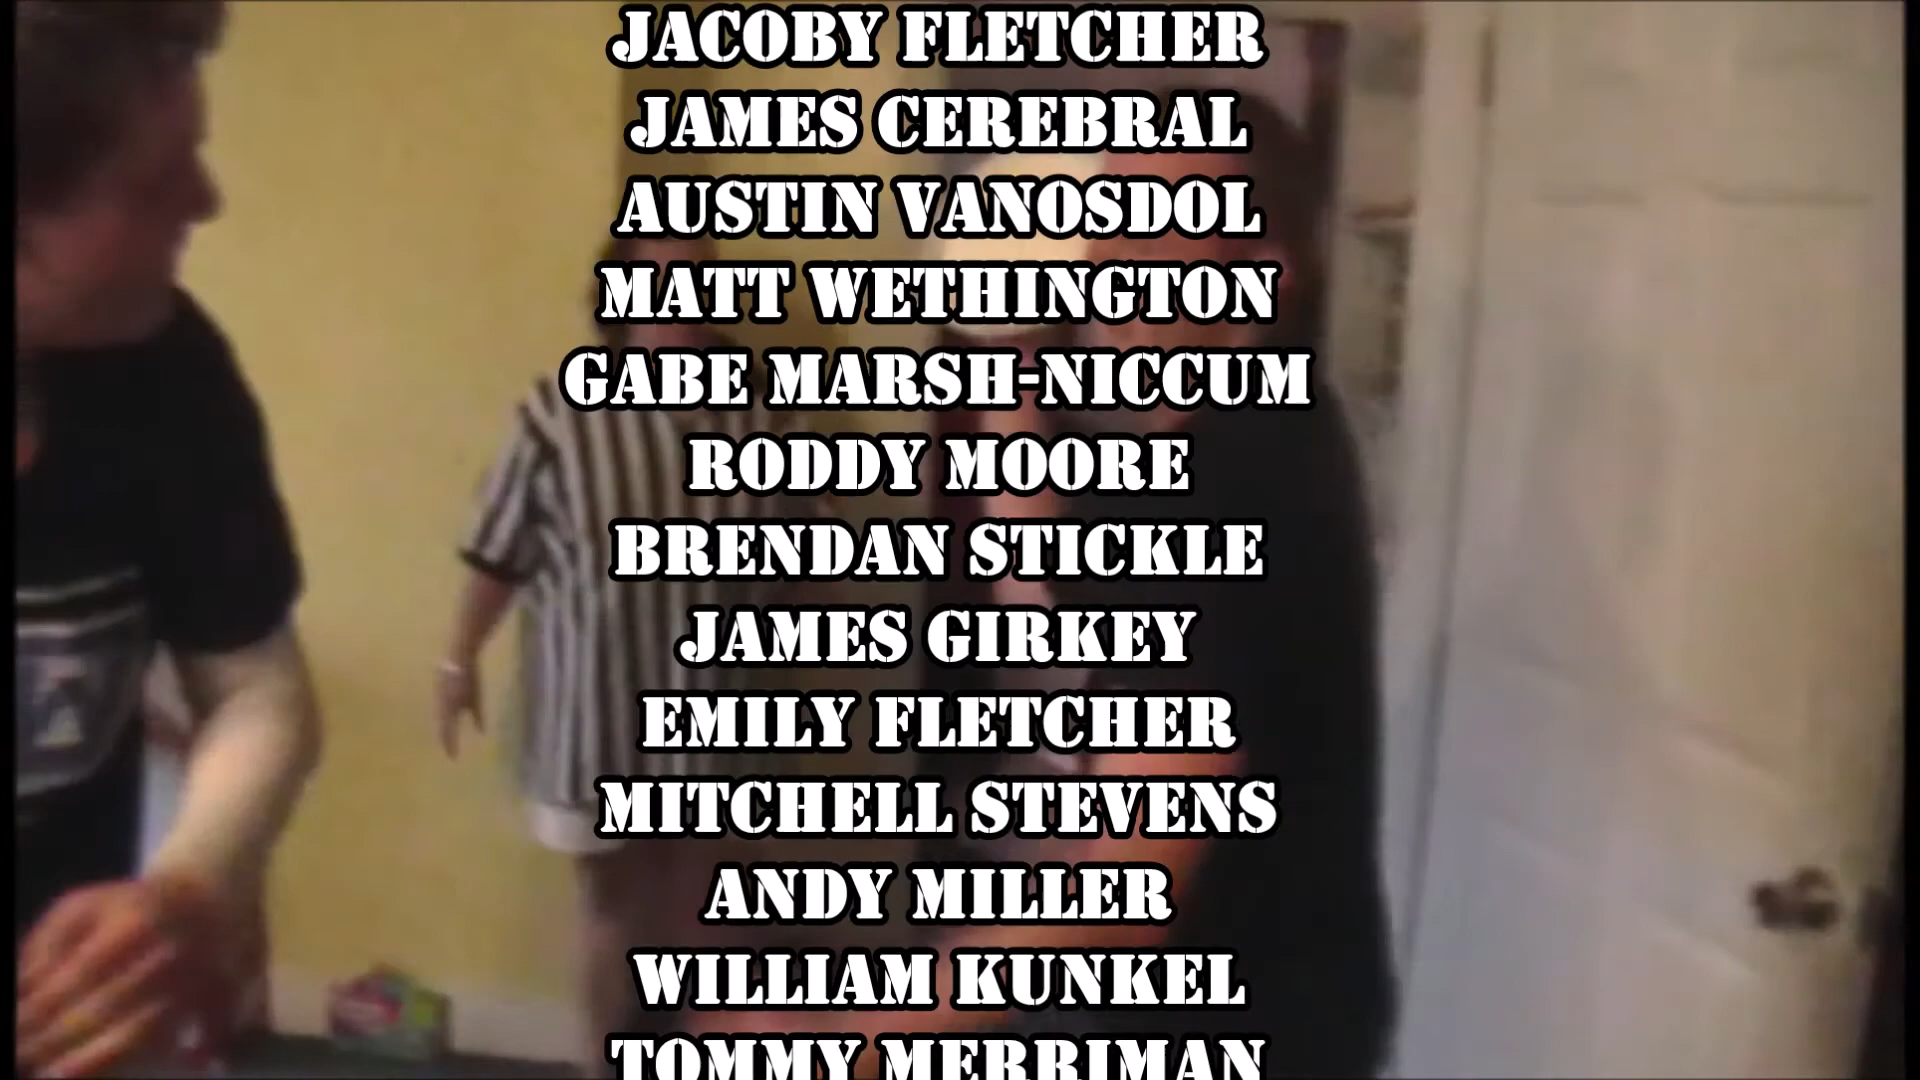 JACOBY FLETCHER
JAMES CEREBRAL
AUSTIN VANOSDOL
MATT WETHINGTON
GABE MARSH-NICCUM
RODDY MOORE
BRENDAN STICKLE
JAMES GIRKEY
EMILY FLETCHER
MITCHELL STEVENS
ANDY MILLER
WILLIAM KUNKEL
TOMMY MERRIMAN